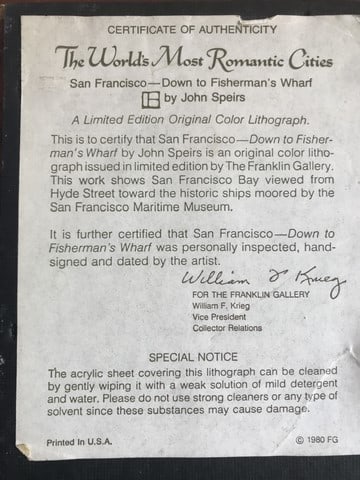 CERTIFICATE OF AUTHENTICITY
The World's Most Romantic Cities
San Francisco—Down to Fisherman's Wharf
by John Speirs
A Limited Edition Original Color Lithograph.
This is to certify that San Francisco—Down to Fisher-
man's Wharf by John Speirs is an original color litho-
graph issued in limited edition by The Franklin Gallery.
This work shows San Francisco Bay viewed from
Hyde Street toward the historic ships moored by the
San Francisco Maritime Museum.
It is further certified that San Francisco—Down to
Fisherman's Wharf was personally inspected, hand-
signed and dated by the artist.
William F Krieg
FOR THE FRANKLIN GALLERY
William F. Krieg
Vice President
Collector Relations
SPECIAL NOTICE
The acrylic sheet covering this lithograph can be cleaned
by gently wiping it with a weak solution of mild detergent
and water. Please do not use strong cleaners or any type of
solvent since these substances may cause damage.
Printed In U.S.A.
© 1980 FG